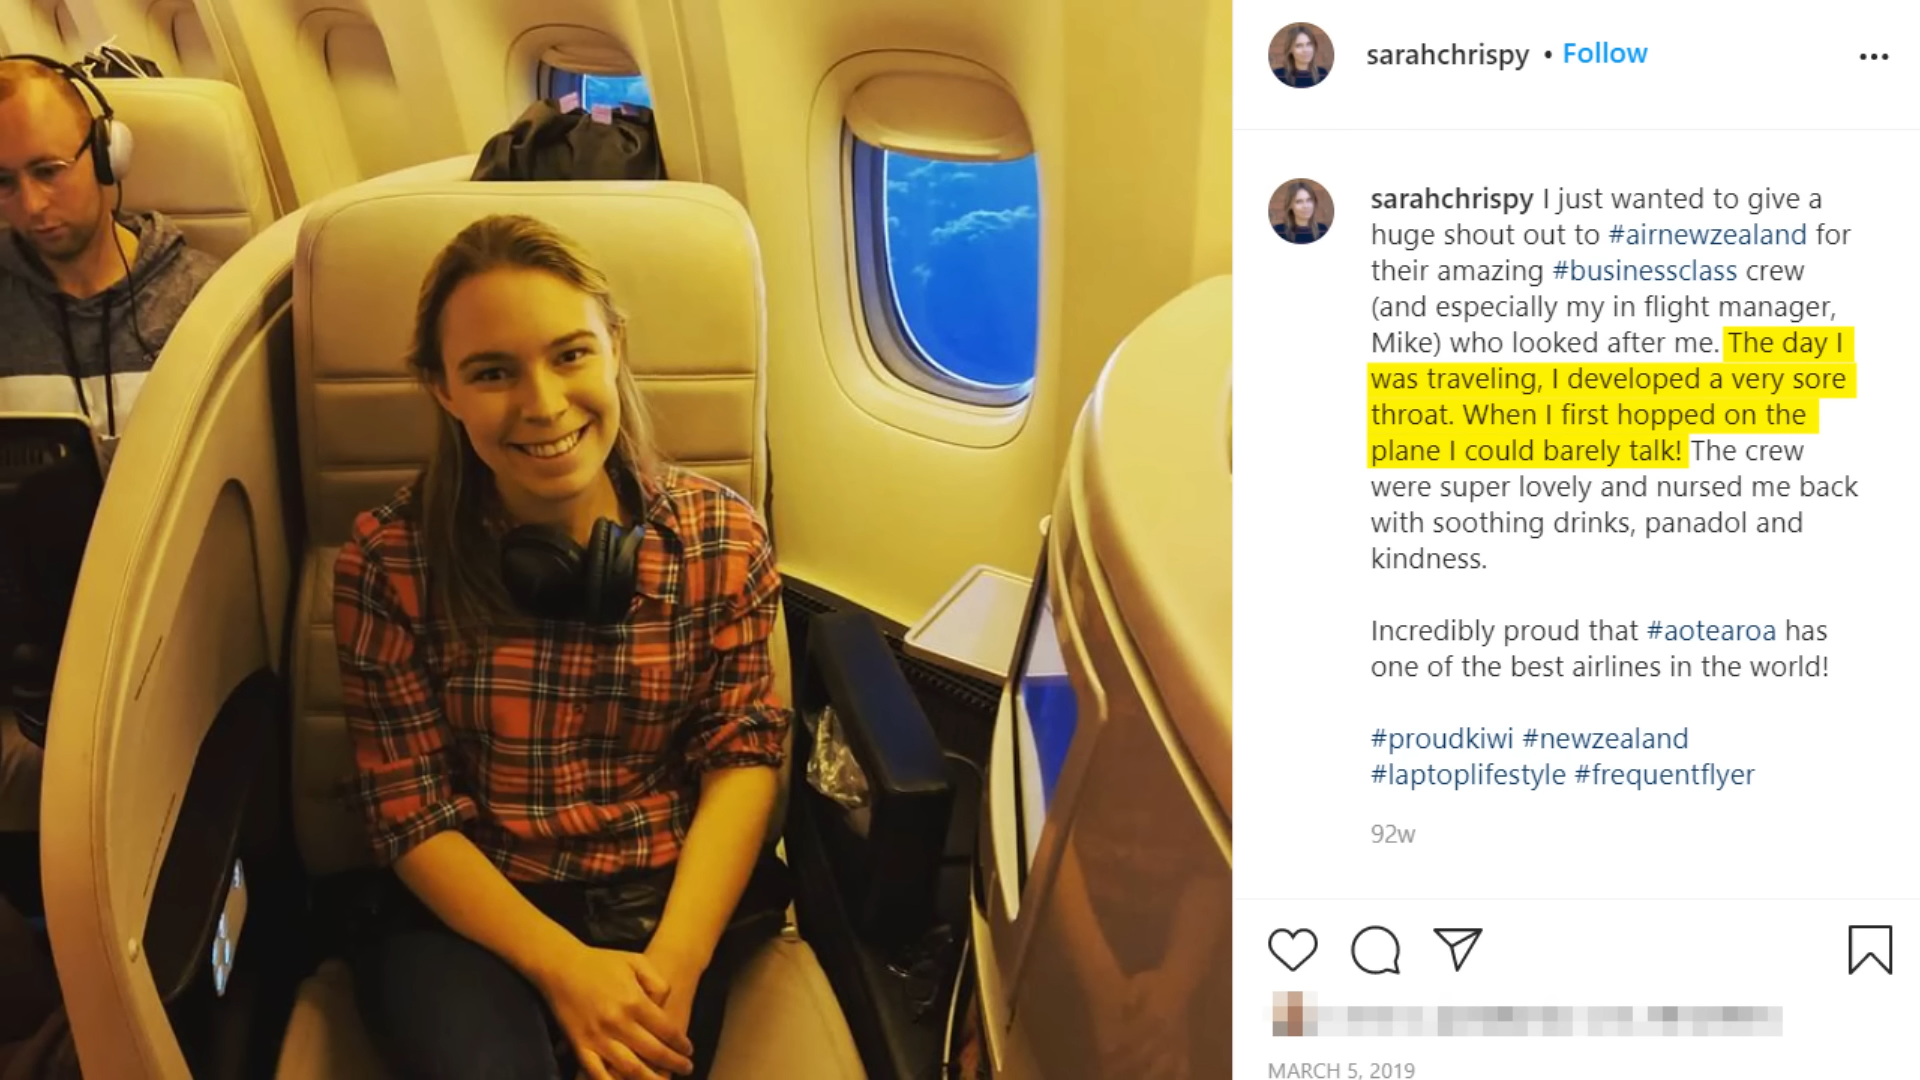 sarahchrispy • Follow
sarahchrispy I just wanted to give a
huge shout out to #airnewzealand for
their amazing #businessclass crew
(and especially my in flight manager,
Mike) who looked after me. The day I
was traveling, I developed a very sore
throat. When I first hopped on the
plane I could barely talk! The crew
were super lovely and nursed me back
with soothing drinks, panadol and
kindness.
Incredibly proud that #aotearoa has
one of the best airlines in the world!
#proudkiwi #newzealand
#laptoplifestyle #frequentflyer
92w
MARCH 5, 2019